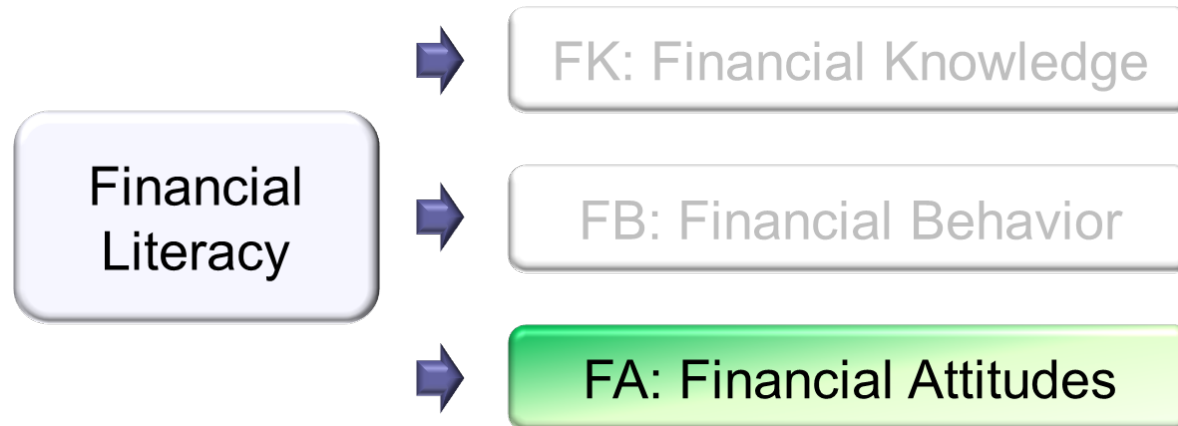 FK: Financial Knowledge
Financial
Literacy
FB: Financial Behavior
FA: Financial Attitudes